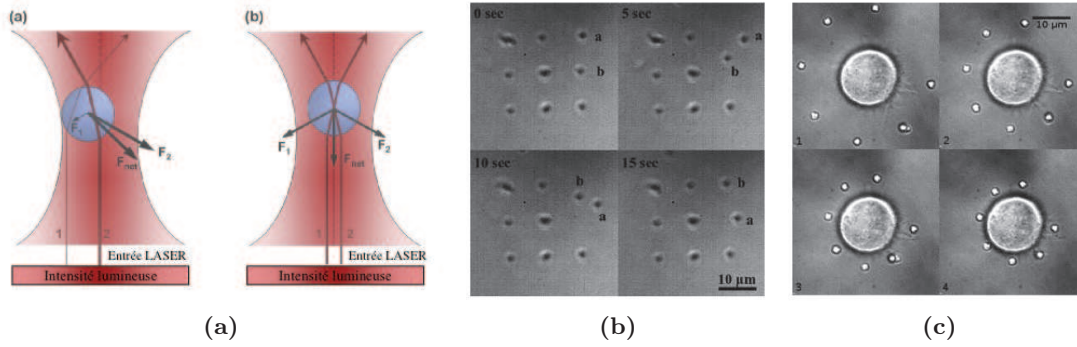 (a)
F₁
F₂
Fnet
1
2
Entrée LASER
Intensité lumineuse
(b)
F₁
F₂
Fnet
1
2
Entrée LASER
Intensité lumineuse
(a)
0 sec
a
b
5 sec
a
b
10 sec
b
a
15 sec
b
a
10 µm
(b)
10 µm
1
2
3
4
(c)